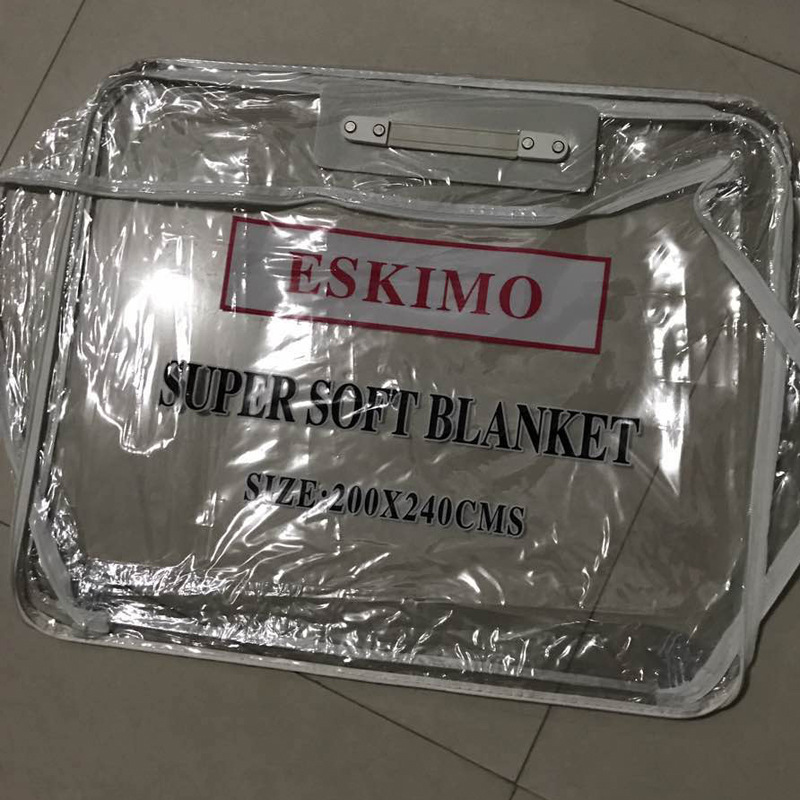 ESKIMO
SUPER SOFT BLANKET
SIZE:200X240CMS